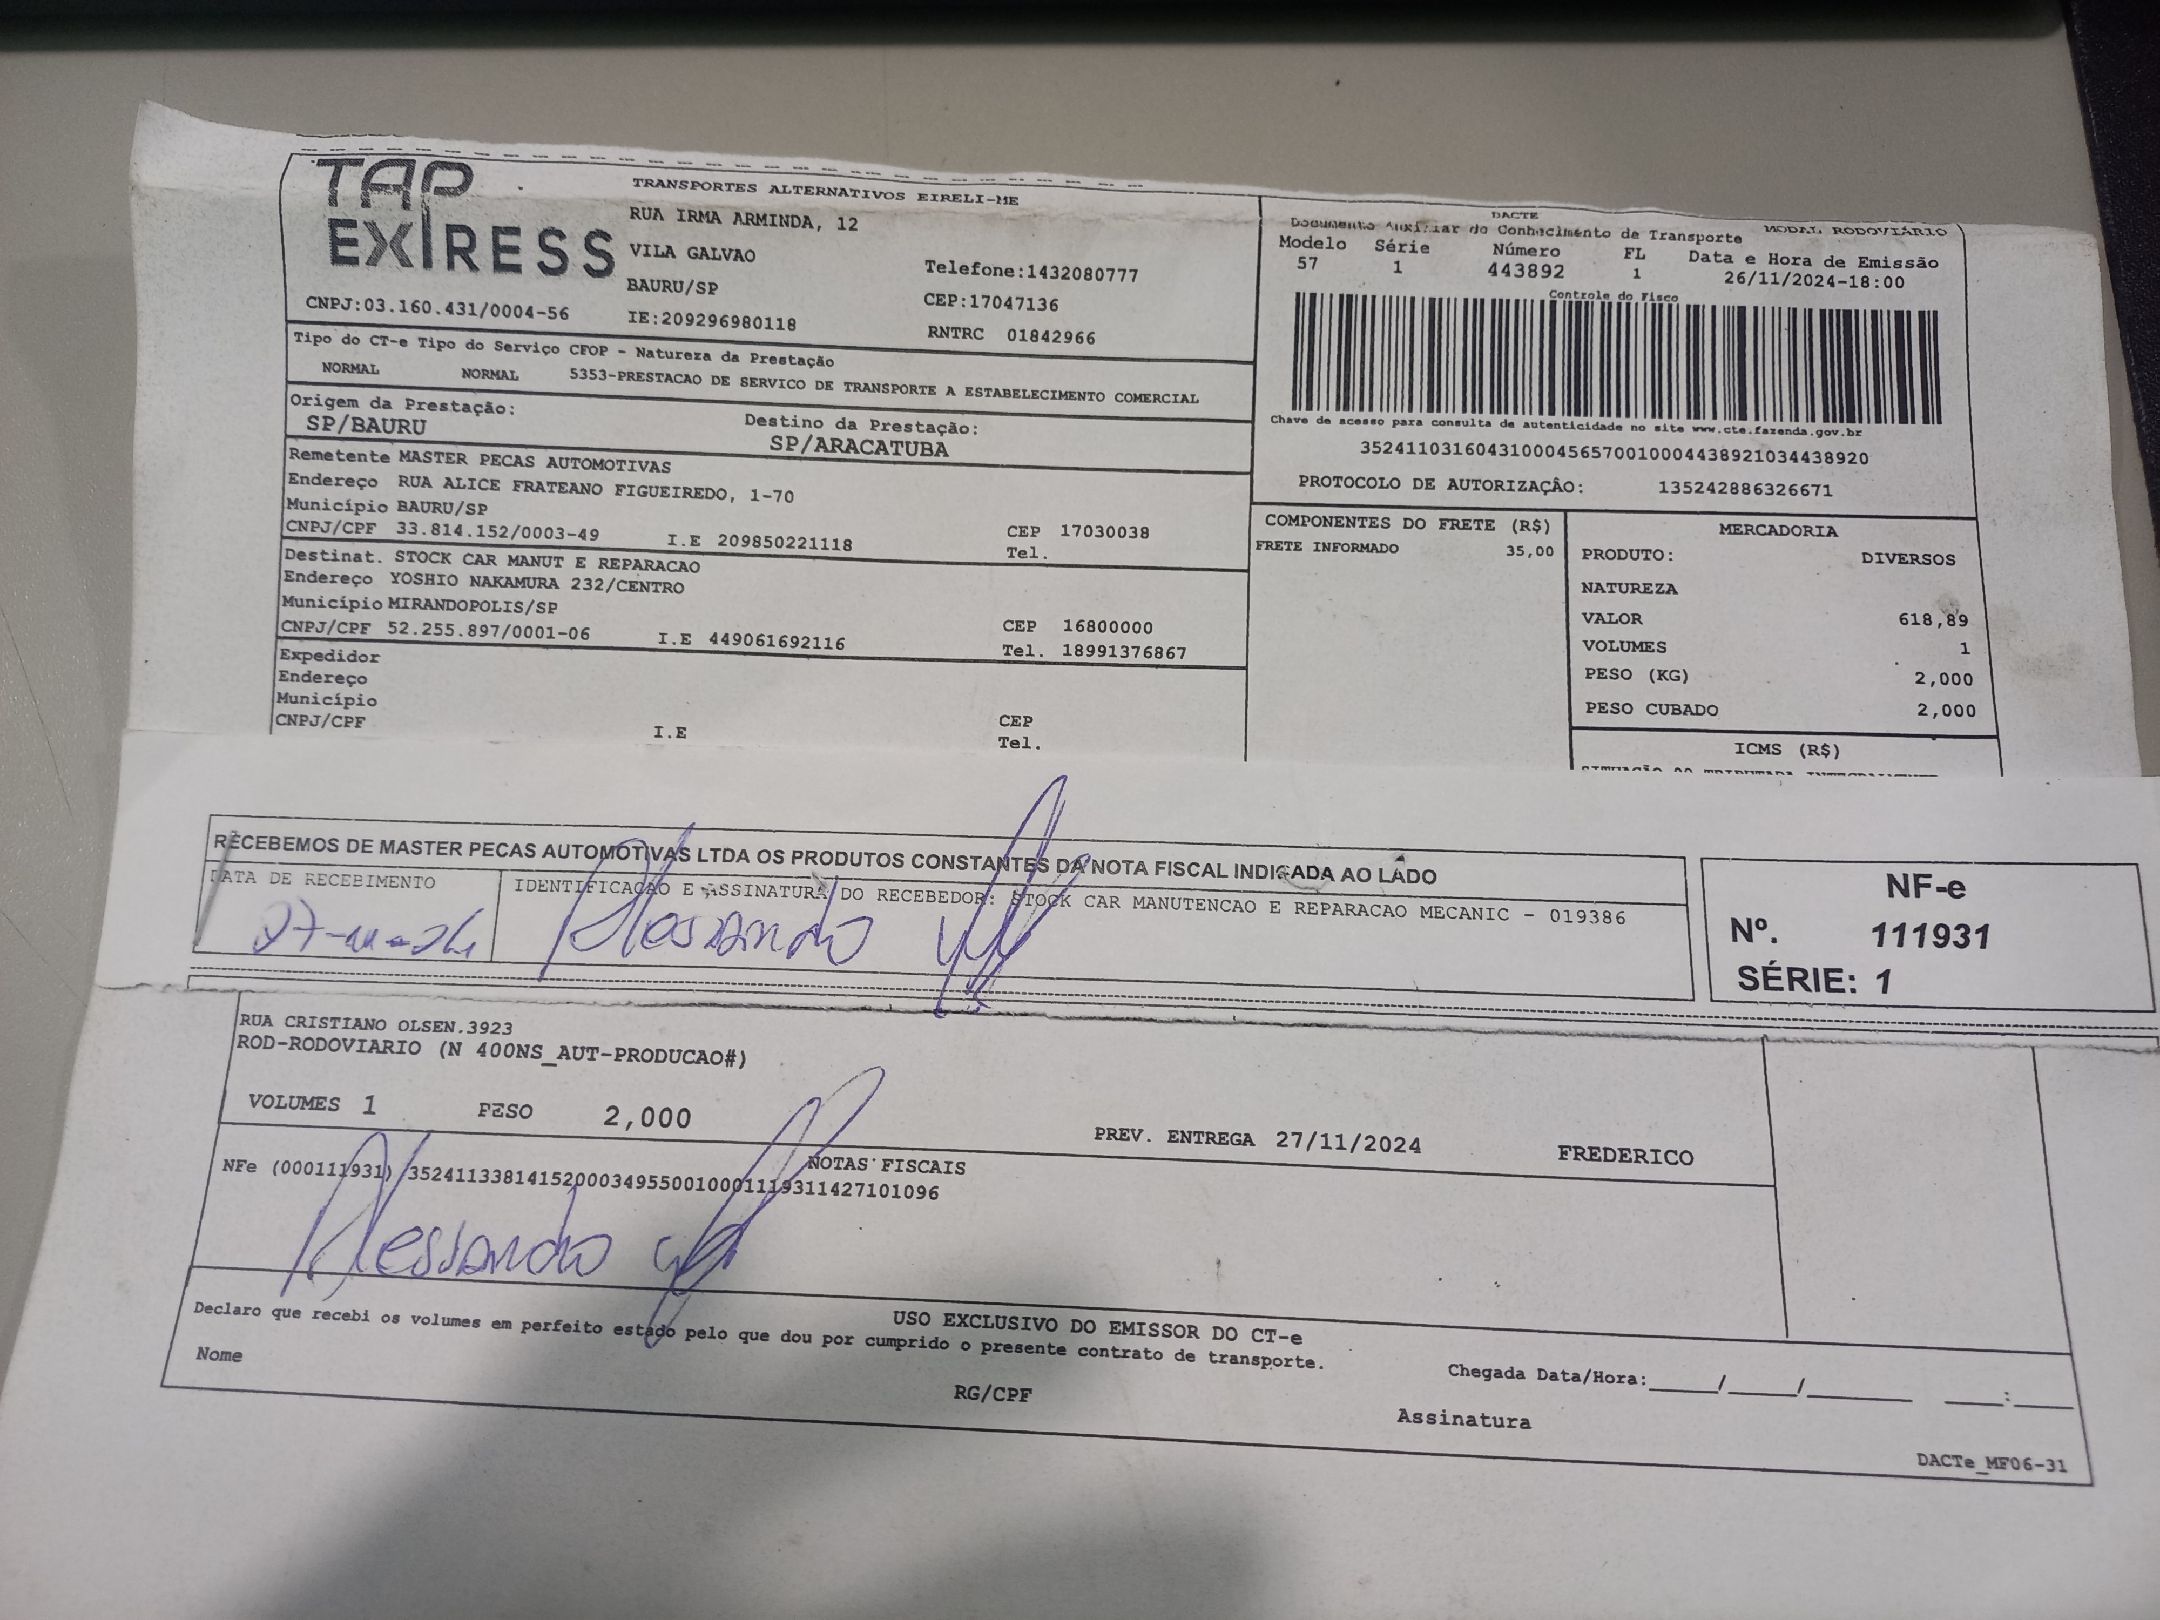 TAP EXPRESS
TRANSPORTES ALTERNATIVOS EIRELI-ME
RUA IRMA ARMINDA, 12
VILA GALVAO
BAURU/SP
IE:209296980118
Telefone:1432080777
CEP:17047136
RNTRC 01842966
CNPJ:03.160.431/0004-56
DACTE
Documento Auxiliar do Conhecimento de Transporte MODAL RODOVIÁRIO
Modelo Série Número FL Data e Hora de Emissão
57 1 443892 1 26/11/2024-18:00
Controle do Fisco
Chave de acesso para consulta de autenticidade no site www.cte.fazenda.gov.br
35241103160431000456570010004438921034438920
PROTOCOLO DE AUTORIZAÇÃO: 135242886326671
Tipo do CT-e Tipo do Serviço CFOP - Natureza da Prestação
NORMAL NORMAL 5353-PRESTACAO DE SERVICO DE TRANSPORTE A ESTABELECIMENTO COMERCIAL
Origem da Prestação: Destino da Prestação:
SP/BAURU SP/ARACATUBA
Remetente MASTER PECAS AUTOMOTIVAS
Endereço RUA ALICE FRATEANO FIGUEIREDO, 1-70
Município BAURU/SP CEP 17030038
CNPJ/CPF 33.814.152/0003-49 I.E 209850221118 Tel.
Destinat. STOCK CAR MANUT E REPARACAO
Endereço YOSHIO NAKAMURA 232/CENTRO
Município MIRANDOPOLIS/SP CEP 16800000
CNPJ/CPF 52.255.897/0001-06 I.E 449061692116 Tel. 18991376867
Expedidor
Endereço
Município CEP
CNPJ/CPF I.E Tel.
COMPONENTES DO FRETE (R$)
FRETE INFORMADO 35,00
MERCADORIA
PRODUTO: DIVERSOS
NATUREZA
VALOR 618,89
VOLUMES 1
PESO (KG) 2,000
PESO CUBADO 2,000
ICMS (R$)
RECEBEMOS DE MASTER PECAS AUTOMOTIVAS LTDA OS PRODUTOS CONSTANTES DA NOTA FISCAL INDICADA AO LADO
DATA DE RECEBIMENTO IDENTIFICACAO E ASSINATURA DO RECEBEDOR: STOCK CAR MANUTENCAO E REPARACAO MECANIC - 019386
27-11-24 Alessandro
NF-e
Nº. 111931
SÉRIE: 1
RUA CRISTIANO OLSEN.3923
ROD-RODOVIARIO (N 400NS_AUT-PRODUCAO#)
VOLUMES 1 PESO 2,000 PREV. ENTREGA 27/11/2024 FREDERICO
NOTAS FISCAIS
NFe (000111931) 35241133814152000349550010001119311427101096
Alessandro
USO EXCLUSIVO DO EMISSOR DO CT-e
Declaro que recebi os volumes em perfeito estado pelo que dou por cumprido o presente contrato de transporte.
Nome RG/CPF Assinatura
Chegada Data/Hora:____/____/______ ___:___
DACTe_MF06-31